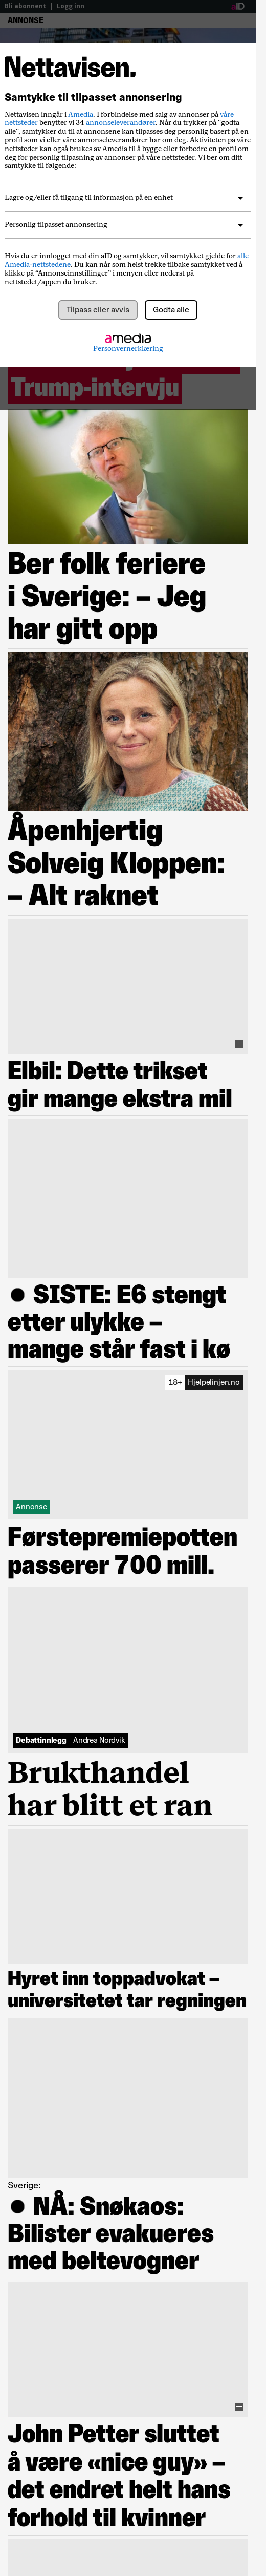 Bli abonnent | Logg inn
aID
ANNONSE
Nettavisen.
Samtykke til tilpasset annonsering
Nettavisen inngår i Amedia. I forbindelse med salg av annonser på våre
nettsteder benytter vi 34 annonseleverandører. Når du trykker på "godta
alle", samtykker du til at annonsene kan tilpasses deg personlig basert på en
profil som vi eller våre annonseleverandører har om deg. Aktiviteten på våre
nettsteder kan også brukes av Amedia til å bygge eller forbedre en profil om
deg for personlig tilpasning av annonser på våre nettsteder. Vi ber om ditt
samtykke til følgende:
Lagre og/eller få tilgang til informasjon på en enhet
Personlig tilpasset annonsering
Hvis du er innlogget med din aID og samtykker, vil samtykket gjelde for alle
Amedia-nettstedene. Du kan når som helst trekke tilbake samtykket ved å
klikke på “Annonseinnstillinger” i menyen eller nederst på
nettstedet/appen du bruker.
Tilpass eller avvis
Godta alle
amedia
Personvernerklæring
Trump-intervju
Ber folk feriere
i Sverige: – Jeg
har gitt opp
Åpenhjertig
Solveig Kloppen:
– Alt raknet
Elbil: Dette trikset
gir mange ekstra mil
● SISTE: E6 stengt
etter ulykke –
mange står fast i kø
18+ Hjelpelinjen.no
Annonse
Førstepremiepotten
passerer 700 mill.
Debattinnlegg | Andrea Nordvik
Brukthandel
har blitt et ran
Hyret inn toppadvokat –
universitetet tar regningen
Sverige:
● NÅ: Snøkaos:
Bilister evakueres
med beltevogner
John Petter sluttet
å være «nice guy» –
det endret helt hans
forhold til kvinner